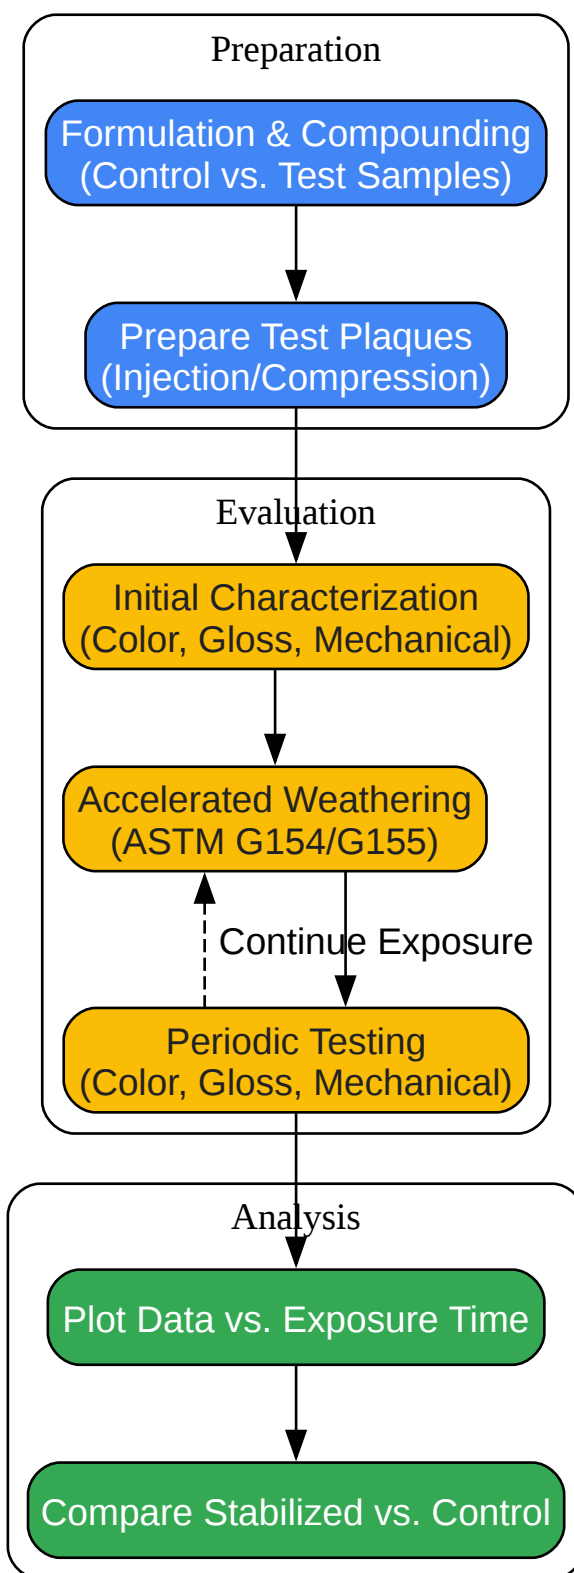 Preparation
Formulation & Compounding
(Control vs. Test Samples)
Prepare Test Plaques
(Injection/Compression)
Evaluation
Initial Characterization
(Color, Gloss, Mechanical)
Accelerated Weathering
(ASTM G154/G155)
Continue Exposure
Periodic Testing
(Color, Gloss, Mechanical)
Analysis
Plot Data vs. Exposure Time
Compare Stabilized vs. Control